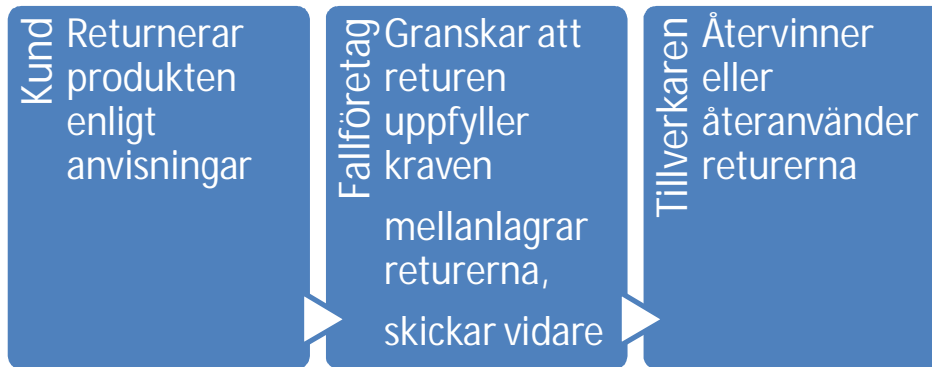 Kund
Returnerar
produkten
enligt
anvisningar
Fallföretag
Granskar att
returen
uppfyller
kraven
mellanlagrar
returerna,
skickar vidare
Tillverkaren
Återvinner
eller
återanvänder
returerna